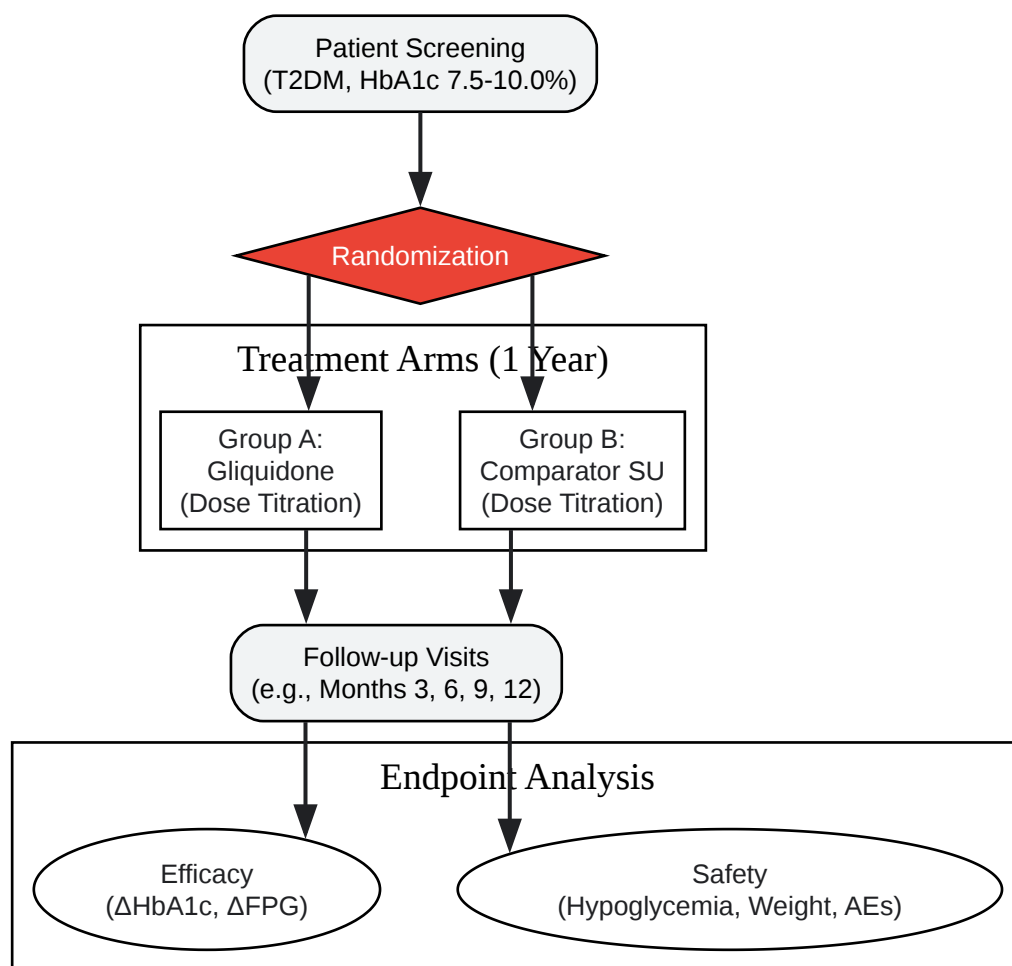 Patient Screening
(T2DM, HbA1c 7.5-10.0%)
Randomization
Treatment Arms (1 Year)
Group A:
Gliquidone
(Dose Titration)
Group B:
Comparator SU
(Dose Titration)
Follow-up Visits
(e.g., Months 3, 6, 9, 12)
Endpoint Analysis
Efficacy
(ΔHbA1c, ΔFPG)
Safety
(Hypoglycemia, Weight, AEs)